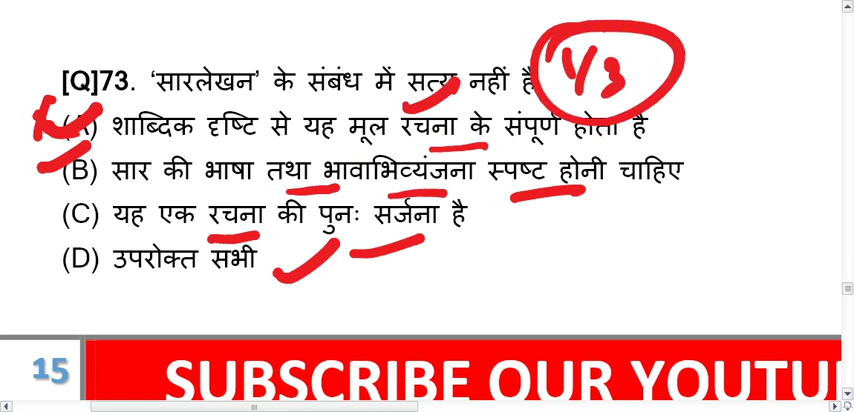 [Q]73. 'सारलेखन' के संबंध में सत्य नहीं है
1/3
(A) शाब्दिक दृष्टि से यह मूल रचना के संपूर्ण होता है
(B) सार की भाषा तथा भावाभिव्यंजना स्पष्ट होनी चाहिए
(C) यह एक रचना की पुनः सर्जना है
(D) उपरोक्त सभी
15
SUBSCRIBE OUR YOUTU